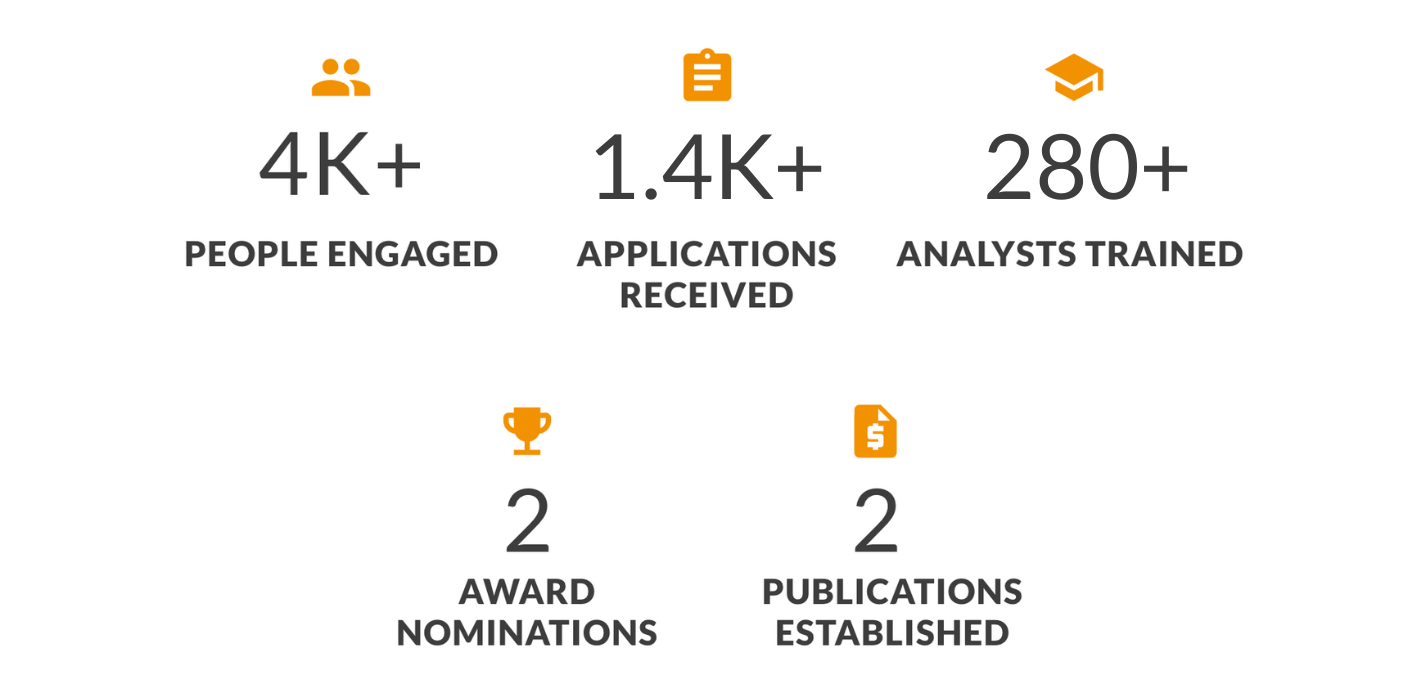 4K+
PEOPLE ENGAGED
1.4K+
APPLICATIONS
RECEIVED
280+
ANALYSTS TRAINED
2
AWARD
NOMINATIONS
2
PUBLICATIONS
ESTABLISHED